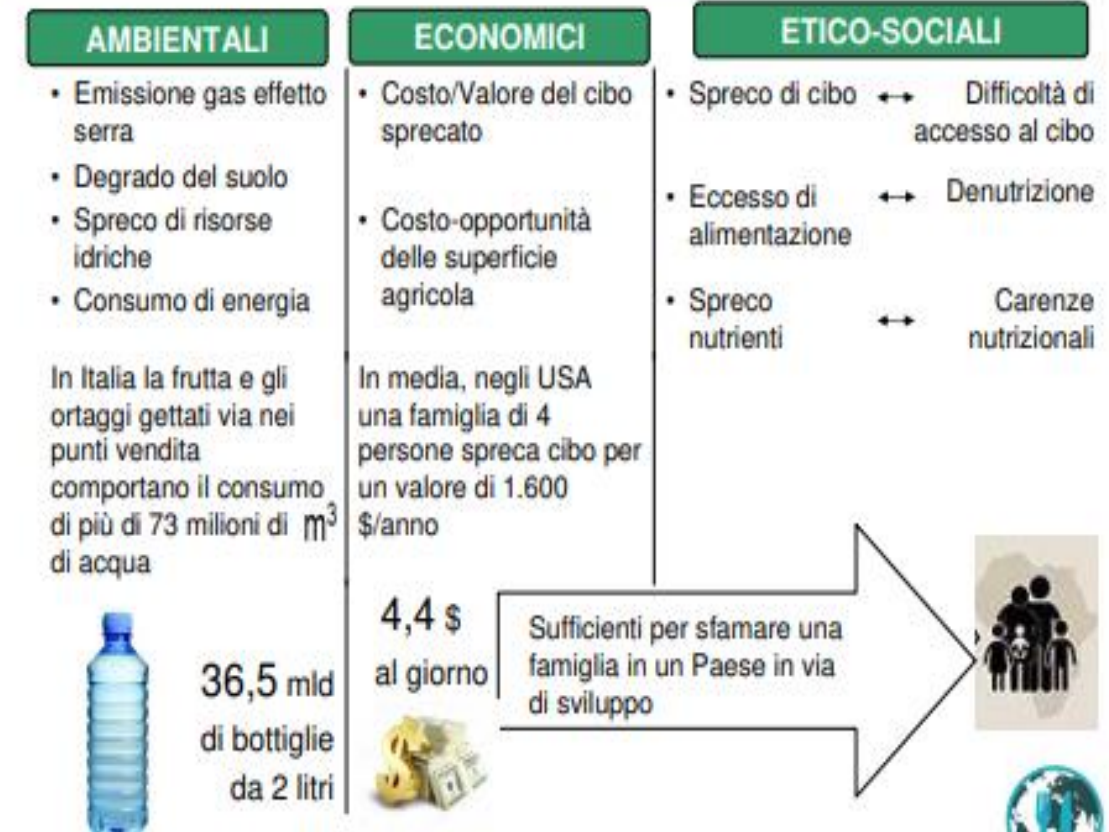 AMBIENTALI
• Emissione gas effetto
serra
• Degrado del suolo
• Spreco di risorse
idriche
• Consumo di energia
In Italia la frutta e gli
ortaggi gettati via nei
punti vendita
comportano il consumo
di più di 73 milioni di m³
di acqua
36,5 mld
di bottiglie
da 2 litri
ECONOMICI
• Costo/Valore del cibo
sprecato
• Costo-opportunità
delle superficie
agricola
In media, negli USA
una famiglia di 4
persone spreca cibo per
un valore di 1.600
$/anno
4,4 $
al giorno
Sufficienti per sfamare una
famiglia in un Paese in via
di sviluppo
ETICO-SOCIALI
• Spreco di cibo ↔ Difficoltà di
accesso al cibo
• Eccesso di ↔ Denutrizione
alimentazione
• Spreco ↔ Carenze
nutrienti nutrizionali